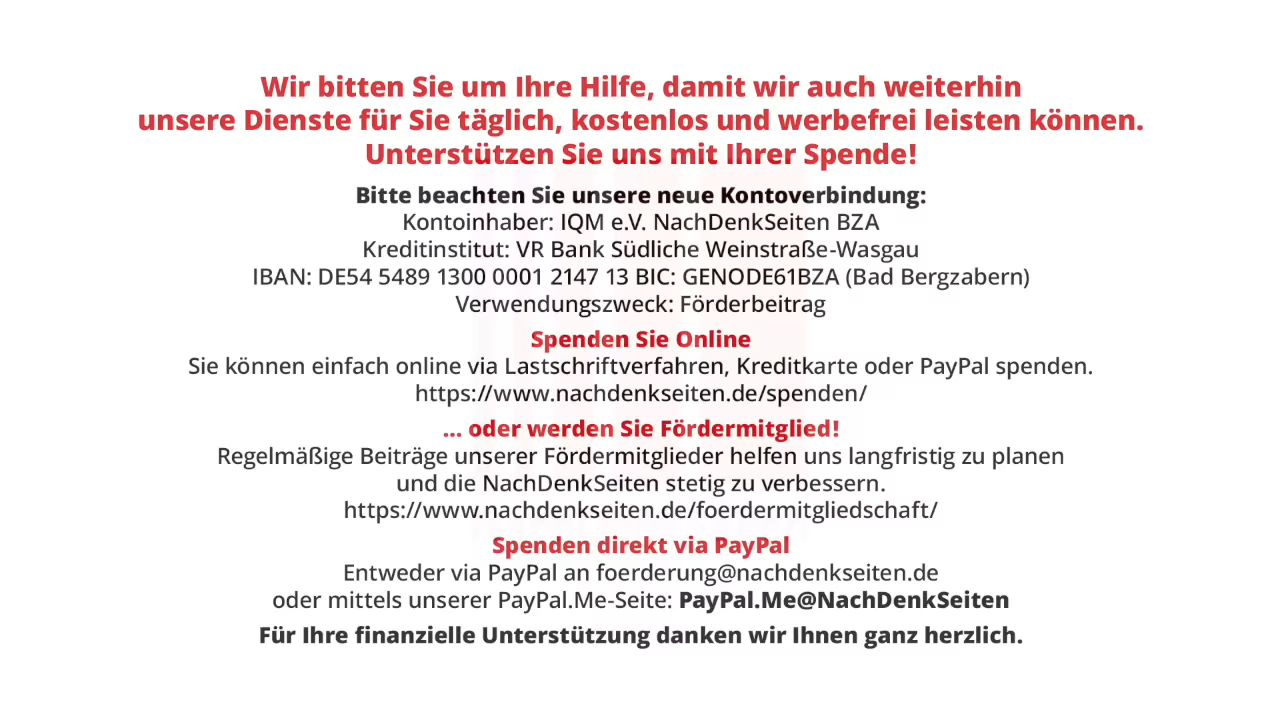 Wir bitten Sie um Ihre Hilfe, damit wir auch weiterhin
unsere Dienste für Sie täglich, kostenlos und werbefrei leisten können.
Unterstützen Sie uns mit Ihrer Spende!
Bitte beachten Sie unsere neue Kontoverbindung:
Kontoinhaber: IQM e.V. NachDenkSeiten BZA
Kreditinstitut: VR Bank Südliche Weinstraße-Wasgau
IBAN: DE54 5489 1300 0001 2147 13 BIC: GENODE61BZA (Bad Bergzabern)
Verwendungszweck: Förderbeitrag
Spenden Sie Online
Sie können einfach online via Lastschriftverfahren, Kreditkarte oder PayPal spenden.
https://www.nachdenkseiten.de/spenden/
... oder werden Sie Fördermitglied!
Regelmäßige Beiträge unserer Fördermitglieder helfen uns langfristig zu planen
und die NachDenkSeiten stetig zu verbessern.
https://www.nachdenkseiten.de/foerdermitgliedschaft/
Spenden direkt via PayPal
Entweder via PayPal an foerderung@nachdenkseiten.de
oder mittels unserer PayPal.Me-Seite: PayPal.Me@NachDenkSeiten
Für Ihre finanzielle Unterstützung danken wir Ihnen ganz herzlich.